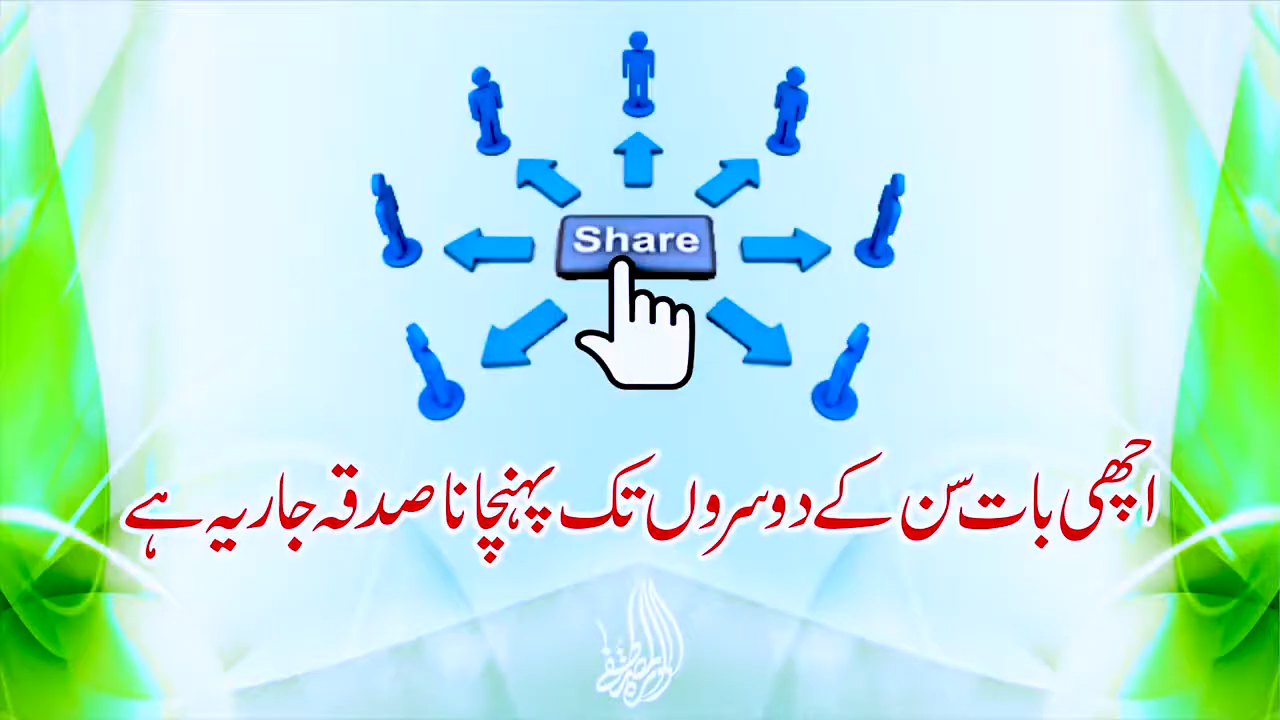 Share
اچھی بات سن کے دوسروں تک پہنچانا صدقہ جاریہ ہے